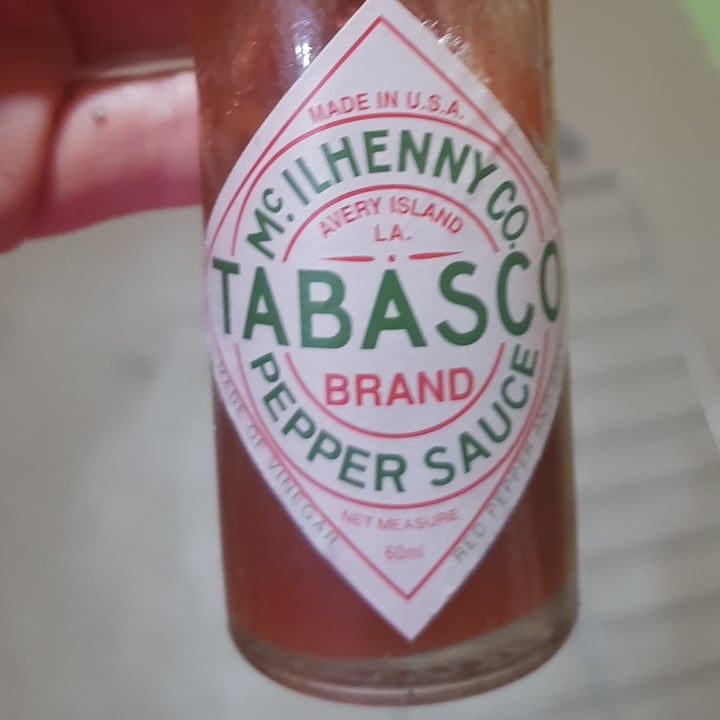 MADE IN U.S.A.
McILHENNY CO.
AVERY ISLAND
LA.
TABASCO
BRAND
PEPPER SAUCE
MADE OF VINEGAR
RED PEPPER AND
NET MEASURE
60ml